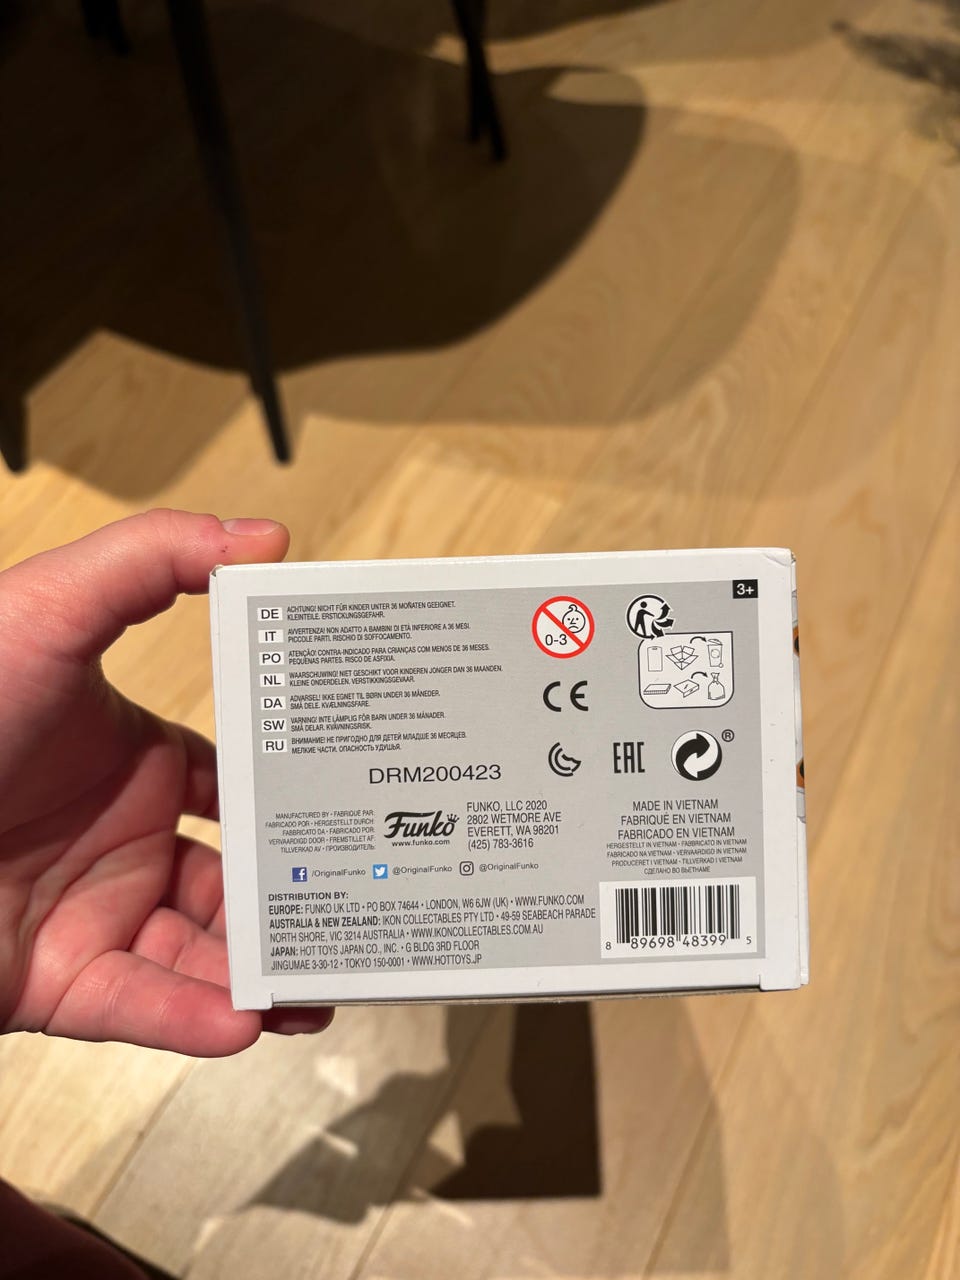 3+
DE ACHTUNG! NICHT FÜR KINDER UNTER 36 MOÑATEN GEEIGNET.
KLEINTEILE. ERSTICKUNGSGEFAHR.
IT AVVERTENZA! NON ADATTO A BAMBINI DI ETÀ INFERIORE A 36 MESI.
PICCOLE PARTI. RISCHIO DI SOFFOCAMENTO.
PO ATENÇÃO! CONTRA-INDICADO PARA CRIANÇAS COM MENOS DE 36 MESES.
PEQUENAS PARTES. RISCO DE ASFIXIA.
NL WAARSCHUWING! NIET GESCHIKT VOOR KINDEREN JONGER DAN 36 MAANDEN.
KLEINE ONDERDELEN. VERSTIKKINGSGEVAAR.
DA ADVARSEL! IKKE EGNET TIL BØRN UNDER 36 MÅNEDER.
SMÅ DELE. KVÆLNINGSFARE.
SW VARNING! INTE LÄMPLIG FÖR BARN UNDER 36 MÅNADER.
SMÅ DELAR. KVÄVNINGSRISK.
RU ВНИМАНИЕ! НЕ ПРИГОДНО ДЛЯ ДЕТЕЙ МЛАДШЕ 36 МЕСЯЦЕВ.
МЕЛКИЕ ЧАСТИ. ОПАСНОСТЬ УДУШЬЯ.
0-3
CE
EAC
®
DRM200423
MANUFACTURED BY • FABRIQUÉ PAR:
FABRICADO POR • HERGESTELLT DURCH:
FABBRICATO DA • FABRICADO POR:
VERVAARDIGD DOOR • FREMSTILLET AF:
TILLVERKAD AV • ПРОИЗВОДИТЕЛЬ:
Funko
www.funko.com
FUNKO, LLC 2020
2802 WETMORE AVE
EVERETT, WA 98201
(425) 783-3616
MADE IN VIETNAM
FABRIQUÉ EN VIETNAM
FABRICADO EN VIETNAM
HERGESTELLT IN VIETNAM • FABBRICATO IN VIETNAM
FABRICADO NA VIETNAM • VERVAARDIGD IN VIETNAM
PRODUCERET I VIETNAM • TILLVERKAD I VIETNAM
СДЕЛАНО ВО ВЬЕТНАМЕ
/OriginalFunko @OriginalFunko @OriginalFunko
DISTRIBUTION BY:
EUROPE: FUNKO UK LTD • PO BOX 74644 • LONDON, W6 6JW (UK) • WWW.FUNKO.COM
AUSTRALIA & NEW ZEALAND: IKON COLLECTABLES PTY LTD • 49-59 SEABEACH PARADE
NORTH SHORE, VIC 3214 AUSTRALIA • WWW.IKONCOLLECTABLES.COM.AU
JAPAN: HOT TOYS JAPAN CO., INC. • G BLDG 3RD FLOOR
JINGUMAE 3-30-12 • TOKYO 150-0001 • WWW.HOTTOYS.JP
8 89698 48399 5